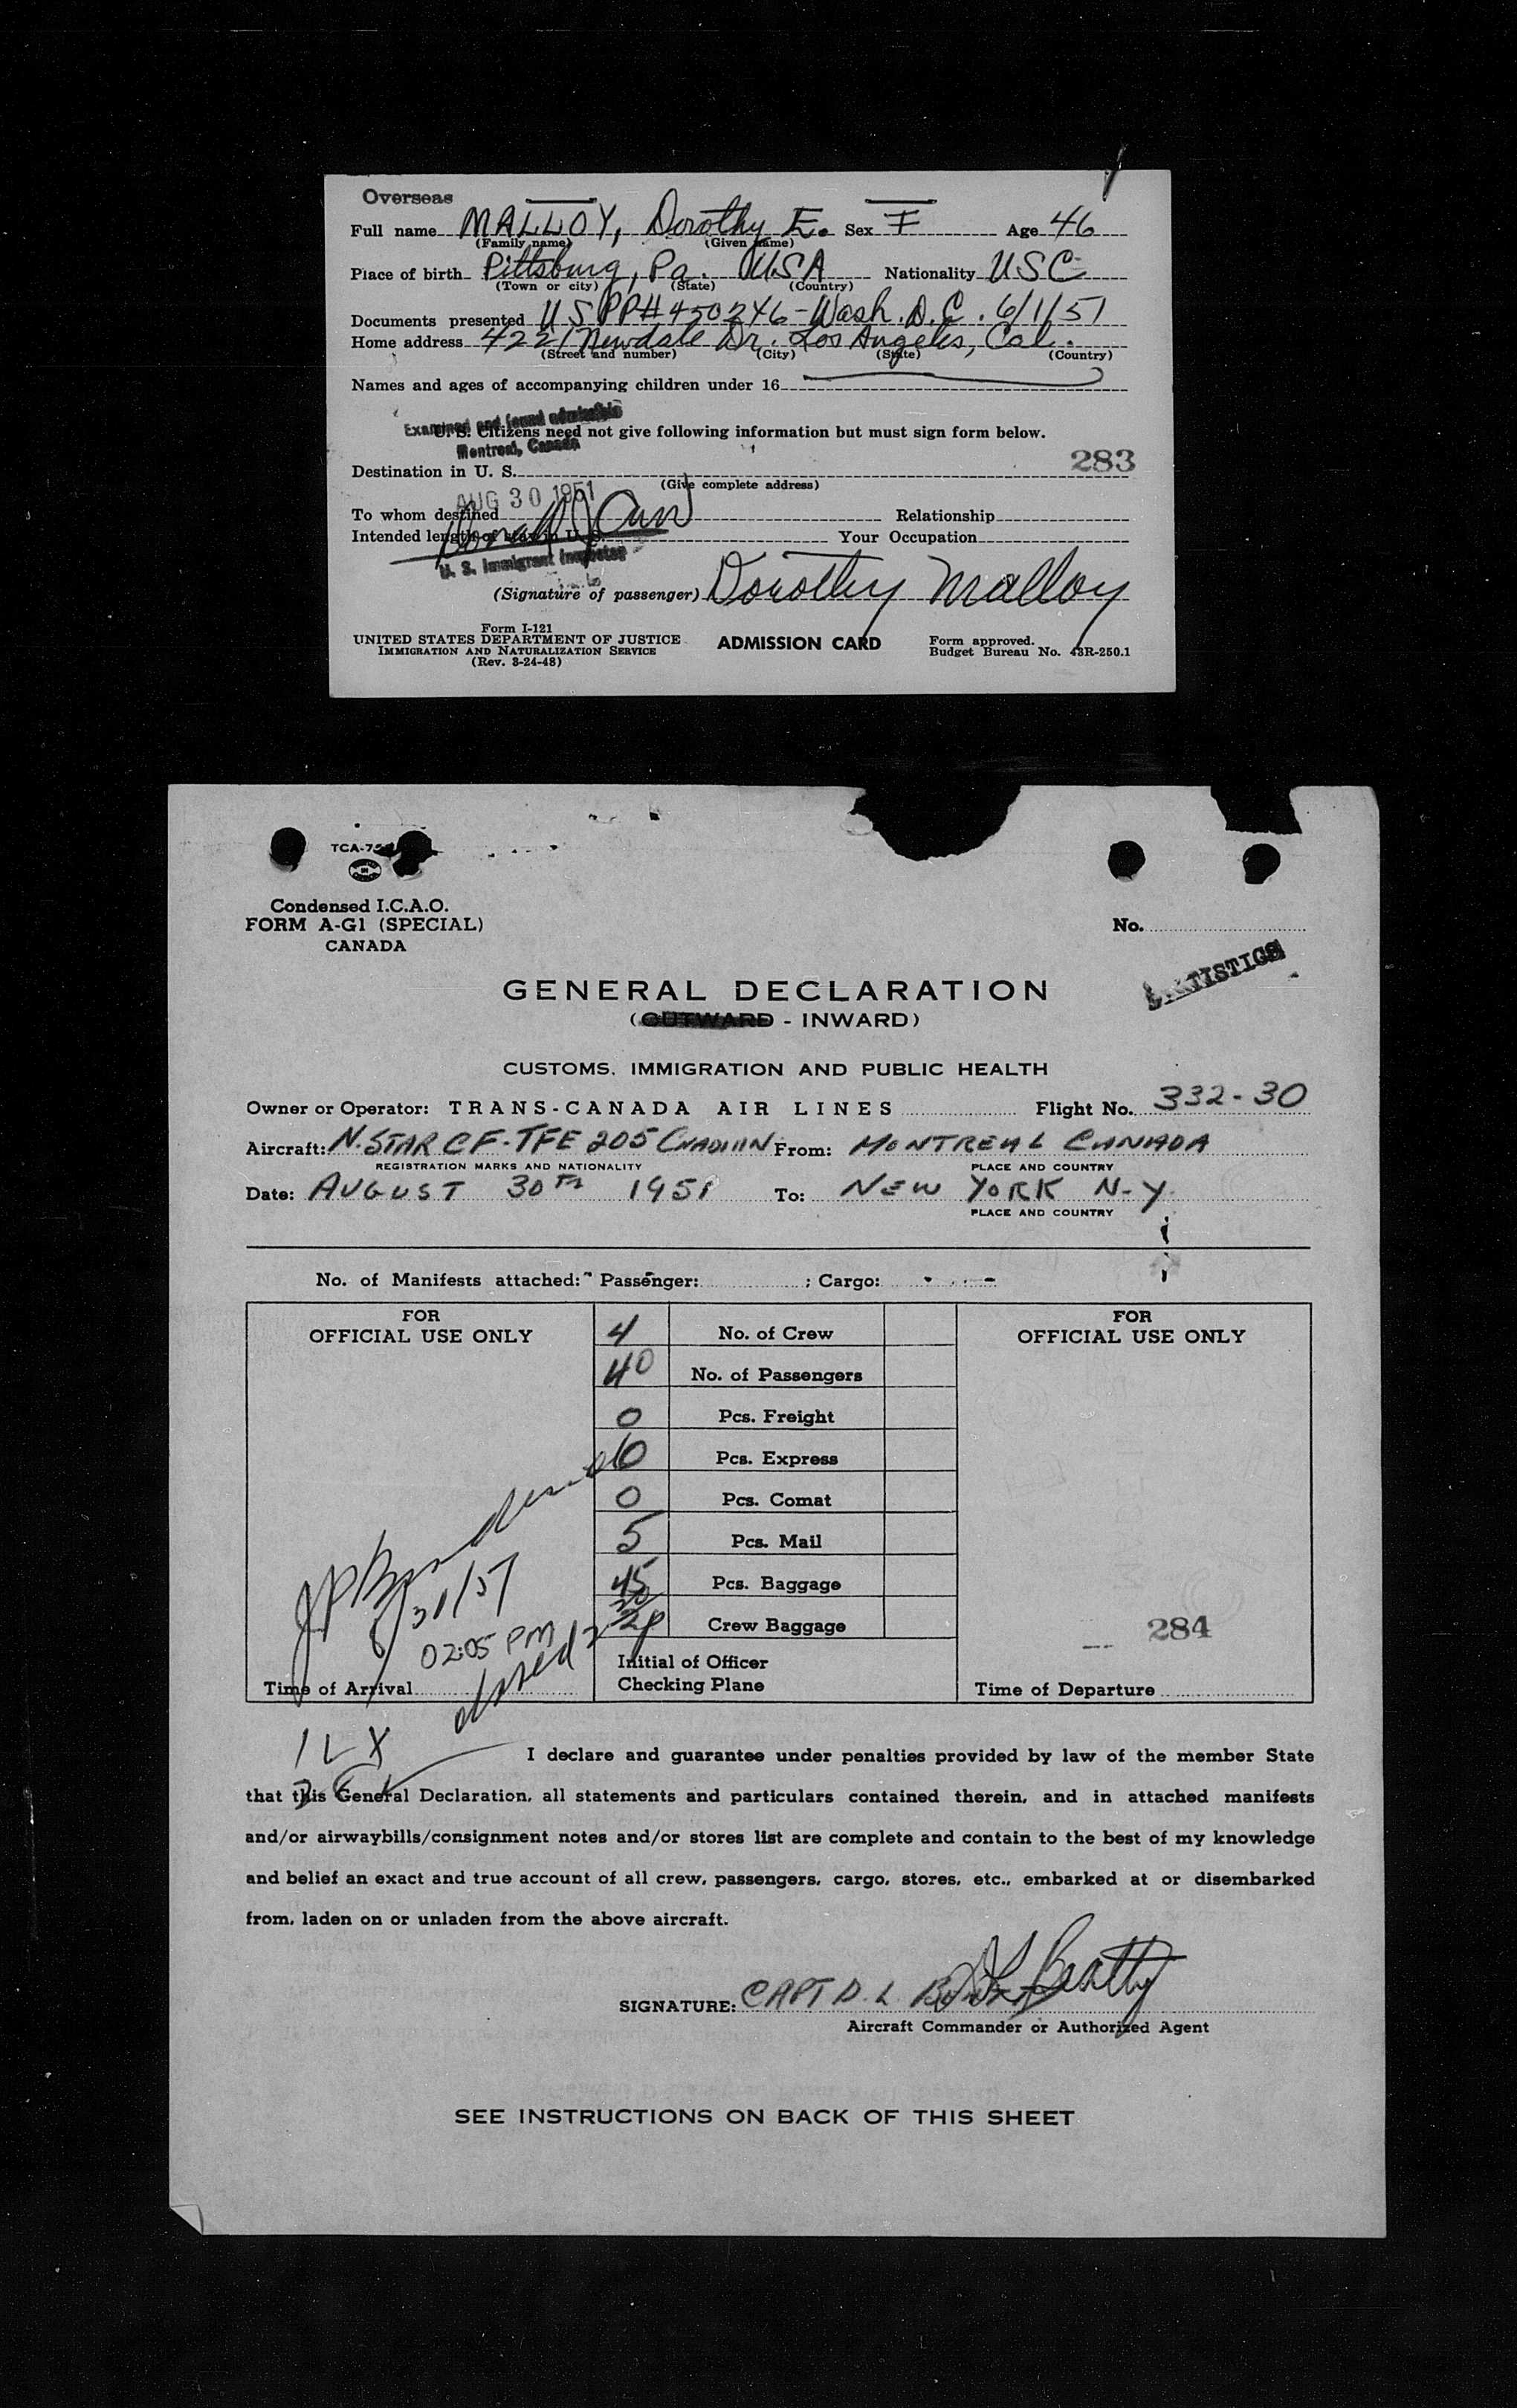 Overseas
Full name MALLOY, Dorothy E. Sex F Age 46
(Family name) (Given name)
Place of birth Pittsburg, Pa. USA Nationality USC
(Town or city) (State) (Country)
Documents presented US PP# 450246 - Wash. D.C. 6/1/51
Home address 4221 Newdale Dr. Los Angeles, Cal.
(Street and number) (City) (State) (Country)
Names and ages of accompanying children under 16
Examined and found admissible
U. S. Citizens need not give following information but must sign form below.
Montreal, Canada
283
Destination in U. S.
(Give complete address)
AUG 30 1951
To whom destined Relationship
Intended length of stay in U. S. Your Occupation
U. S. Immigrant Inspector
(Signature of passenger) Dorothy Malloy
Form I-121
UNITED STATES DEPARTMENT OF JUSTICE ADMISSION CARD Form approved.
IMMIGRATION AND NATURALIZATION SERVICE Budget Bureau No. 43R-250.1
(Rev. 3-24-48)
Condensed I.C.A.O.
FORM A-G1 (SPECIAL) No.
CANADA
STATISTICS
GENERAL DECLARATION
(OUTWARD - INWARD)
CUSTOMS, IMMIGRATION AND PUBLIC HEALTH
Owner or Operator: TRANS-CANADA AIR LINES Flight No. 332-30
Aircraft: N. STAR CF-TFE 205 CANADIAN From: MONTREAL CANADA
REGISTRATION MARKS AND NATIONALITY PLACE AND COUNTRY
Date: AUGUST 30TH 1951 To: NEW YORK N-Y.
PLACE AND COUNTRY
No. of Manifests attached: Passenger: ; Cargo:
FOR FOR
OFFICIAL USE ONLY OFFICIAL USE ONLY
4 No. of Crew
40 No. of Passengers
0 Pcs. Freight
Pcs. Express
0 Pcs. Comat
5 Pcs. Mail
45 Pcs. Baggage
Crew Baggage
284
02:05 PM
Initial of Officer
Checking Plane
Time of Arrival Time of Departure
I declare and guarantee under penalties provided by law of the member State
that this General Declaration, all statements and particulars contained therein, and in attached manifests
and/or airwaybills/consignment notes and/or stores list are complete and contain to the best of my knowledge
and belief an exact and true account of all crew, passengers, cargo, stores, etc., embarked at or disembarked
from, laden on or unladen from the above aircraft.
SIGNATURE: CAPT D. L. Beatty
Aircraft Commander or Authorized Agent
SEE INSTRUCTIONS ON BACK OF THIS SHEET